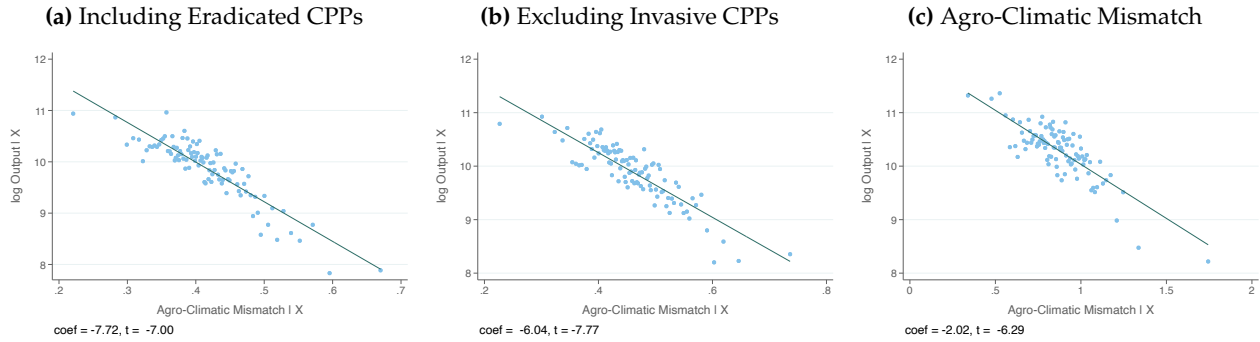 (a) Including Eradicated CPPs
12
11
10
9
8
log Output | X
.2 .3 .4 .5 .6 .7
Agro-Climatic Mismatch | X
coef = -7.72, t = -7.00
(b) Excluding Invasive CPPs
12
11
10
9
8
log Output | X
.2 .4 .6 .8
Agro-Climatic Mismatch | X
coef = -6.04, t = -7.77
(c) Agro-Climatic Mismatch
12
11
10
9
8
log Output | X
0 .5 1 1.5 2
Agro-Climatic Mismatch | X
coef = -2.02, t = -6.29